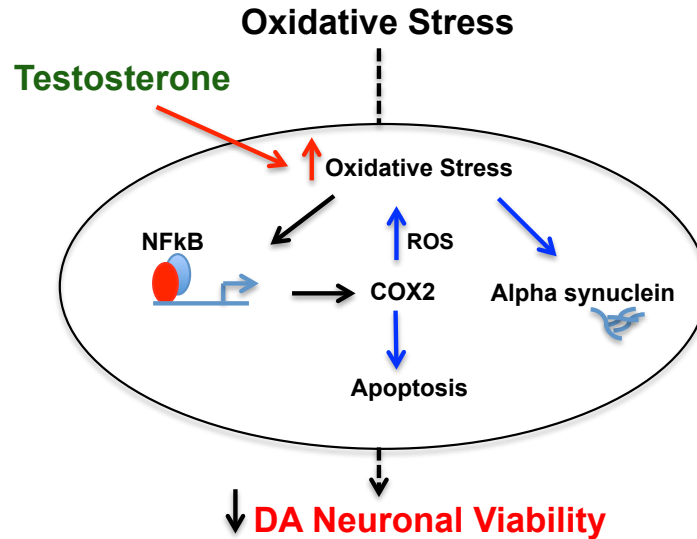 Oxidative Stress
Testosterone
Oxidative Stress
NFkB
ROS
COX2
Alpha synuclein
Apoptosis
DA Neuronal Viability